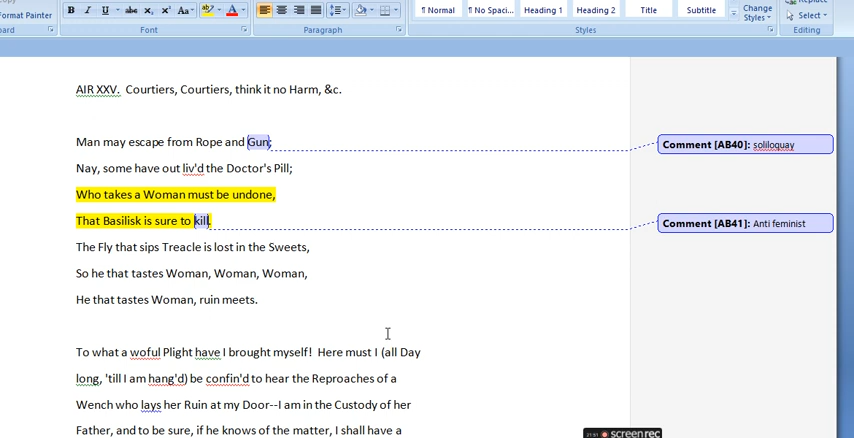 Format Painter
B I U abc X₂ X² Aa ab A
Font
Paragraph
¶ Normal ¶ No Spaci... Heading 1 Heading 2 Title Subtitle
Change
Styles
Styles
Replace
Select
Editing
AIR XXV. Courtiers, Courtiers, think it no Harm, &c.
Man may escape from Rope and Gun;
Comment [AB40]: soliloquay
Nay, some have out liv'd the Doctor's Pill;
Who takes a Woman must be undone,
That Basilisk is sure to kill.
Comment [AB41]: Anti feminist
The Fly that sips Treacle is lost in the Sweets,
So he that tastes Woman, Woman, Woman,
He that tastes Woman, ruin meets.
To what a woful Plight have I brought myself! Here must I (all Day
long, 'till I am hang'd) be confin'd to hear the Reproaches of a
Wench who lays her Ruin at my Door--I am in the Custody of her
Father, and to be sure, if he knows of the matter, I shall have a
screenrec